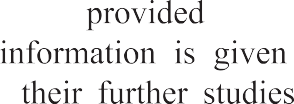 provided
information is given
their further studies